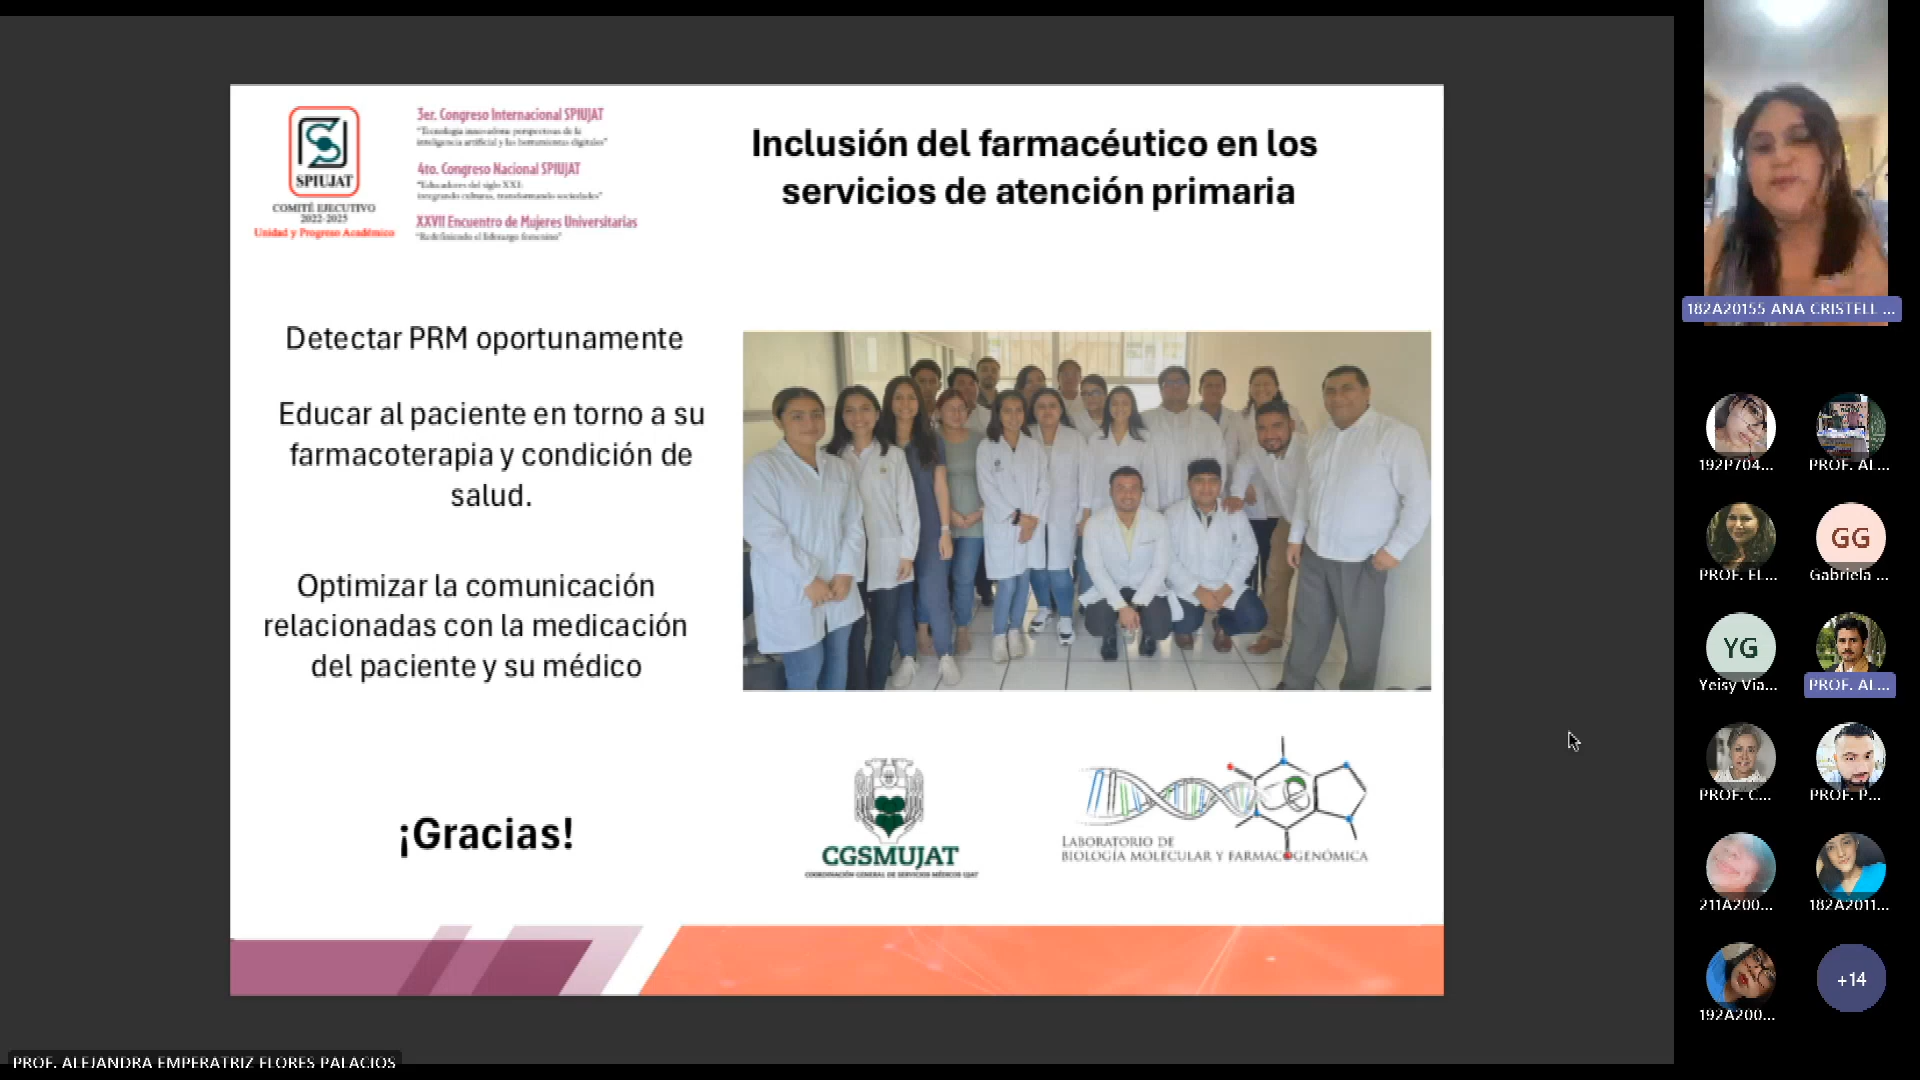 SPIUJAT
COMITÉ EJECUTIVO
2022-2025
Unidad y Progreso Académico
3er. Congreso Internacional SPIUJAT
"Tecnología innovadora: perspectivas de la
inteligencia artificial y las herramientas digitales"
4to. Congreso Nacional SPIUJAT
"Educadores del siglo XXI:
integrando culturas, transformando sociedades"
XXVII Encuentro de Mujeres Universitarias
"Redefiniendo el liderazgo femenino"
Inclusión del farmacéutico en los
servicios de atención primaria
Detectar PRM oportunamente
Educar al paciente en torno a su
farmacoterapia y condición de
salud.
Optimizar la comunicación
relacionadas con la medicación
del paciente y su médico
¡Gracias!
CGSMUJAT
COORDINACIÓN GENERAL DE SERVICIOS MÉDICOS UJAT
LABORATORIO DE
BIOLOGÍA MOLECULAR Y FARMACOGENÓMICA
182A20155 ANA CRISTELL ...
192P704...
PROF. AL...
PROF. EL...
GG
Gabriela ...
YG
Yeisy Via...
PROF. AL...
PROF. C...
PROF. P...
211A200...
182A2011...
192A200...
+14
PROF. ALEJANDRA EMPERATRIZ FLORES PALACIOS